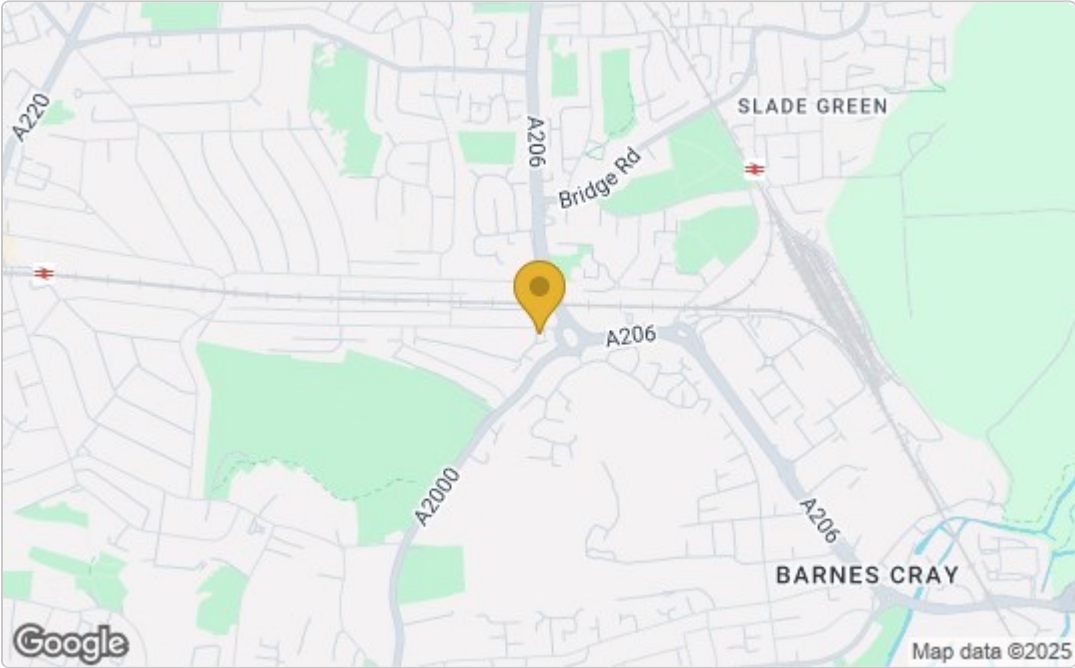 A220
A206
SLADE GREEN
Bridge Rd
A206
A2000
A206
BARNES CRAY
Google
Map data ©2025